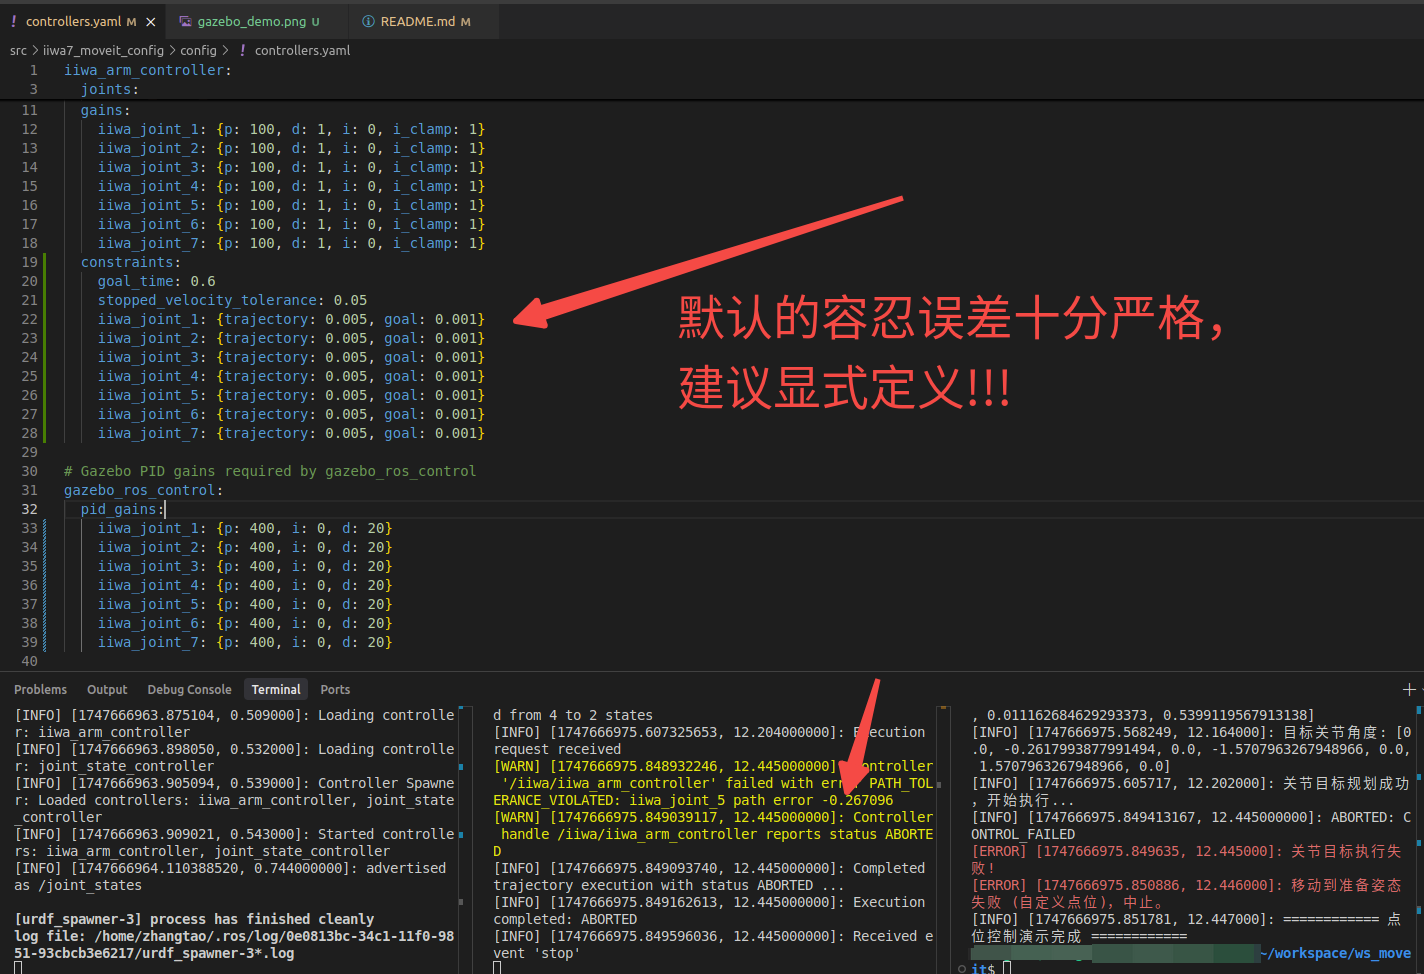 ! controllers.yaml M × gazebo_demo.png U README.md M
src > iiwa7_moveit_config > config > ! controllers.yaml
1 iiwa_arm_controller:
3 joints:
11 gains:
12 iiwa_joint_1: {p: 100, d: 1, i: 0, i_clamp: 1}
13 iiwa_joint_2: {p: 100, d: 1, i: 0, i_clamp: 1}
14 iiwa_joint_3: {p: 100, d: 1, i: 0, i_clamp: 1}
15 iiwa_joint_4: {p: 100, d: 1, i: 0, i_clamp: 1}
16 iiwa_joint_5: {p: 100, d: 1, i: 0, i_clamp: 1}
17 iiwa_joint_6: {p: 100, d: 1, i: 0, i_clamp: 1}
18 iiwa_joint_7: {p: 100, d: 1, i: 0, i_clamp: 1}
19 constraints:
20 goal_time: 0.6
21 stopped_velocity_tolerance: 0.05
22 iiwa_joint_1: {trajectory: 0.005, goal: 0.001}
23 iiwa_joint_2: {trajectory: 0.005, goal: 0.001}
24 iiwa_joint_3: {trajectory: 0.005, goal: 0.001}
25 iiwa_joint_4: {trajectory: 0.005, goal: 0.001}
26 iiwa_joint_5: {trajectory: 0.005, goal: 0.001}
27 iiwa_joint_6: {trajectory: 0.005, goal: 0.001}
28 iiwa_joint_7: {trajectory: 0.005, goal: 0.001}
29
30 # Gazebo PID gains required by gazebo_ros_control
31 gazebo_ros_control:
32 pid_gains:
33 iiwa_joint_1: {p: 400, i: 0, d: 20}
34 iiwa_joint_2: {p: 400, i: 0, d: 20}
35 iiwa_joint_3: {p: 400, i: 0, d: 20}
36 iiwa_joint_4: {p: 400, i: 0, d: 20}
37 iiwa_joint_5: {p: 400, i: 0, d: 20}
38 iiwa_joint_6: {p: 400, i: 0, d: 20}
39 iiwa_joint_7: {p: 400, i: 0, d: 20}
40
默认的容忍误差十分严格，
建议显式定义!!!
Problems Output Debug Console Terminal Ports
[INFO] [1747666963.875104, 0.509000]: Loading controlle
r: iiwa_arm_controller
[INFO] [1747666963.898050, 0.532000]: Loading controlle
r: joint_state_controller
[INFO] [1747666963.905094, 0.539000]: Controller Spawne
r: Loaded controllers: iiwa_arm_controller, joint_state
_controller
[INFO] [1747666963.909021, 0.543000]: Started controlle
rs: iiwa_arm_controller, joint_state_controller
[INFO] [1747666964.110388520, 0.744000000]: advertised
as /joint_states
[urdf_spawner-3] process has finished cleanly
log file: /home/zhangtao/.ros/log/0e0813bc-34c1-11f0-98
51-93cbcb3e6217/urdf_spawner-3*.log
d from 4 to 2 states
[INFO] [1747666975.607325653, 12.204000000]: Execution
request received
[WARN] [1747666975.848932246, 12.445000000]: Controller
'/iiwa/iiwa_arm_controller' failed with error PATH_TOL
ERANCE_VIOLATED: iiwa_joint_5 path error -0.267096
[WARN] [1747666975.849039117, 12.445000000]: Controller
handle /iiwa/iiwa_arm_controller reports status ABORTE
D
[INFO] [1747666975.849093740, 12.445000000]: Completed
trajectory execution with status ABORTED ...
[INFO] [1747666975.849162613, 12.445000000]: Execution
completed: ABORTED
[INFO] [1747666975.849596036, 12.445000000]: Received e
vent 'stop'
, 0.011162684629293373, 0.5399119567913138]
[INFO] [1747666975.568249, 12.164000]: 目标关节角度: [0
.0, -0.2617993877991494, 0.0, -1.5707963267948966, 0.0,
1.5707963267948966, 0.0]
[INFO] [1747666975.605717, 12.202000]: 关节目标规划成功
，开始执行...
[INFO] [1747666975.849413167, 12.445000000]: ABORTED: C
ONTROL_FAILED
[ERROR] [1747666975.849635, 12.445000]: 关节目标执行失
败！
[ERROR] [1747666975.850886, 12.446000]: 移动到准备姿态
失败 (自定义点位)，中止。
[INFO] [1747666975.851781, 12.447000]: ============ 点
位控制演示完成 ============
~/workspace/ws_move
it$